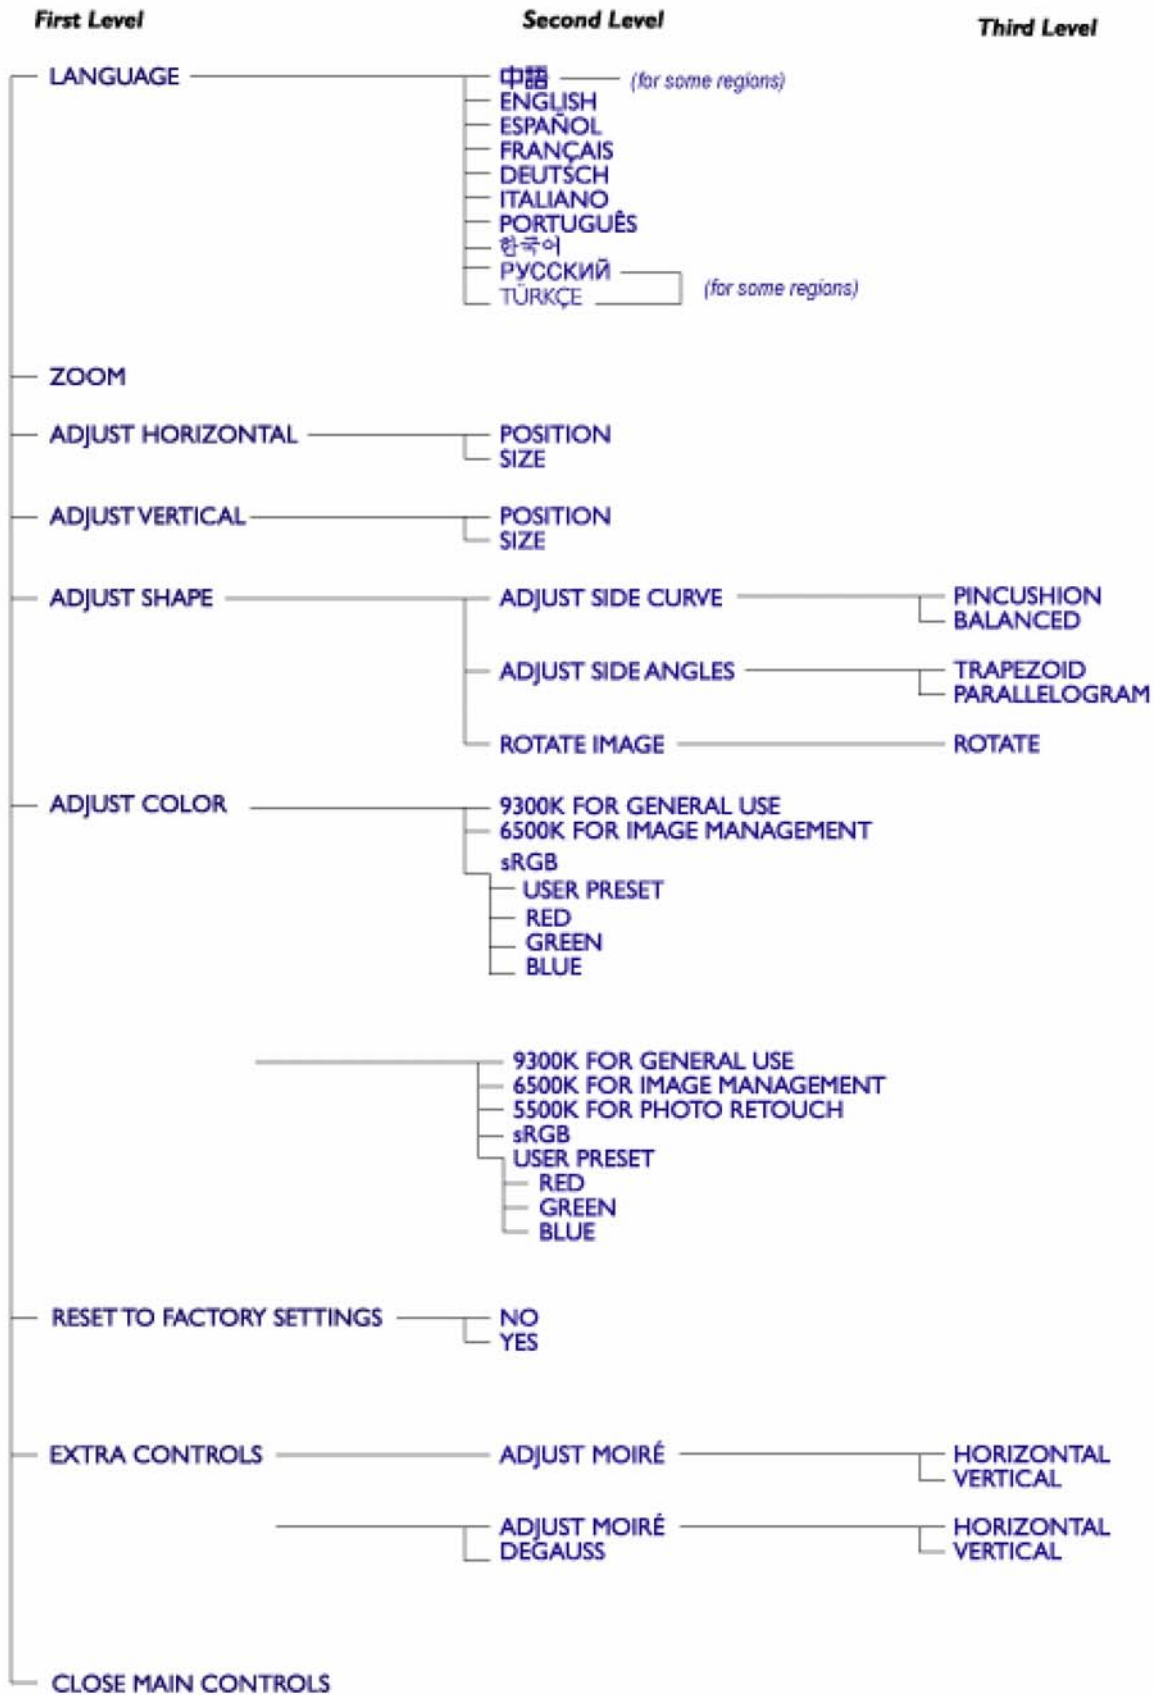 First Level Second Level Third Level
LANGUAGE 中語 (for some regions)
ENGLISH
ESPAÑOL
FRANÇAIS
DEUTSCH
ITALIANO
PORTUGUÊS
한국어
РУССКИЙ
TÜRKÇE (for some regions)
ZOOM
ADJUST HORIZONTAL POSITION
SIZE
ADJUST VERTICAL POSITION
SIZE
ADJUST SHAPE ADJUST SIDE CURVE PINCUSHION
BALANCED
ADJUST SIDE ANGLES TRAPEZOID
PARALLELOGRAM
ROTATE IMAGE ROTATE
ADJUST COLOR 9300K FOR GENERAL USE
6500K FOR IMAGE MANAGEMENT
sRGB
USER PRESET
RED
GREEN
BLUE
9300K FOR GENERAL USE
6500K FOR IMAGE MANAGEMENT
5500K FOR PHOTO RETOUCH
sRGB
USER PRESET
RED
GREEN
BLUE
RESET TO FACTORY SETTINGS NO
YES
EXTRA CONTROLS ADJUST MOIRÉ HORIZONTAL
VERTICAL
ADJUST MOIRÉ HORIZONTAL
DEGAUSS VERTICAL
CLOSE MAIN CONTROLS